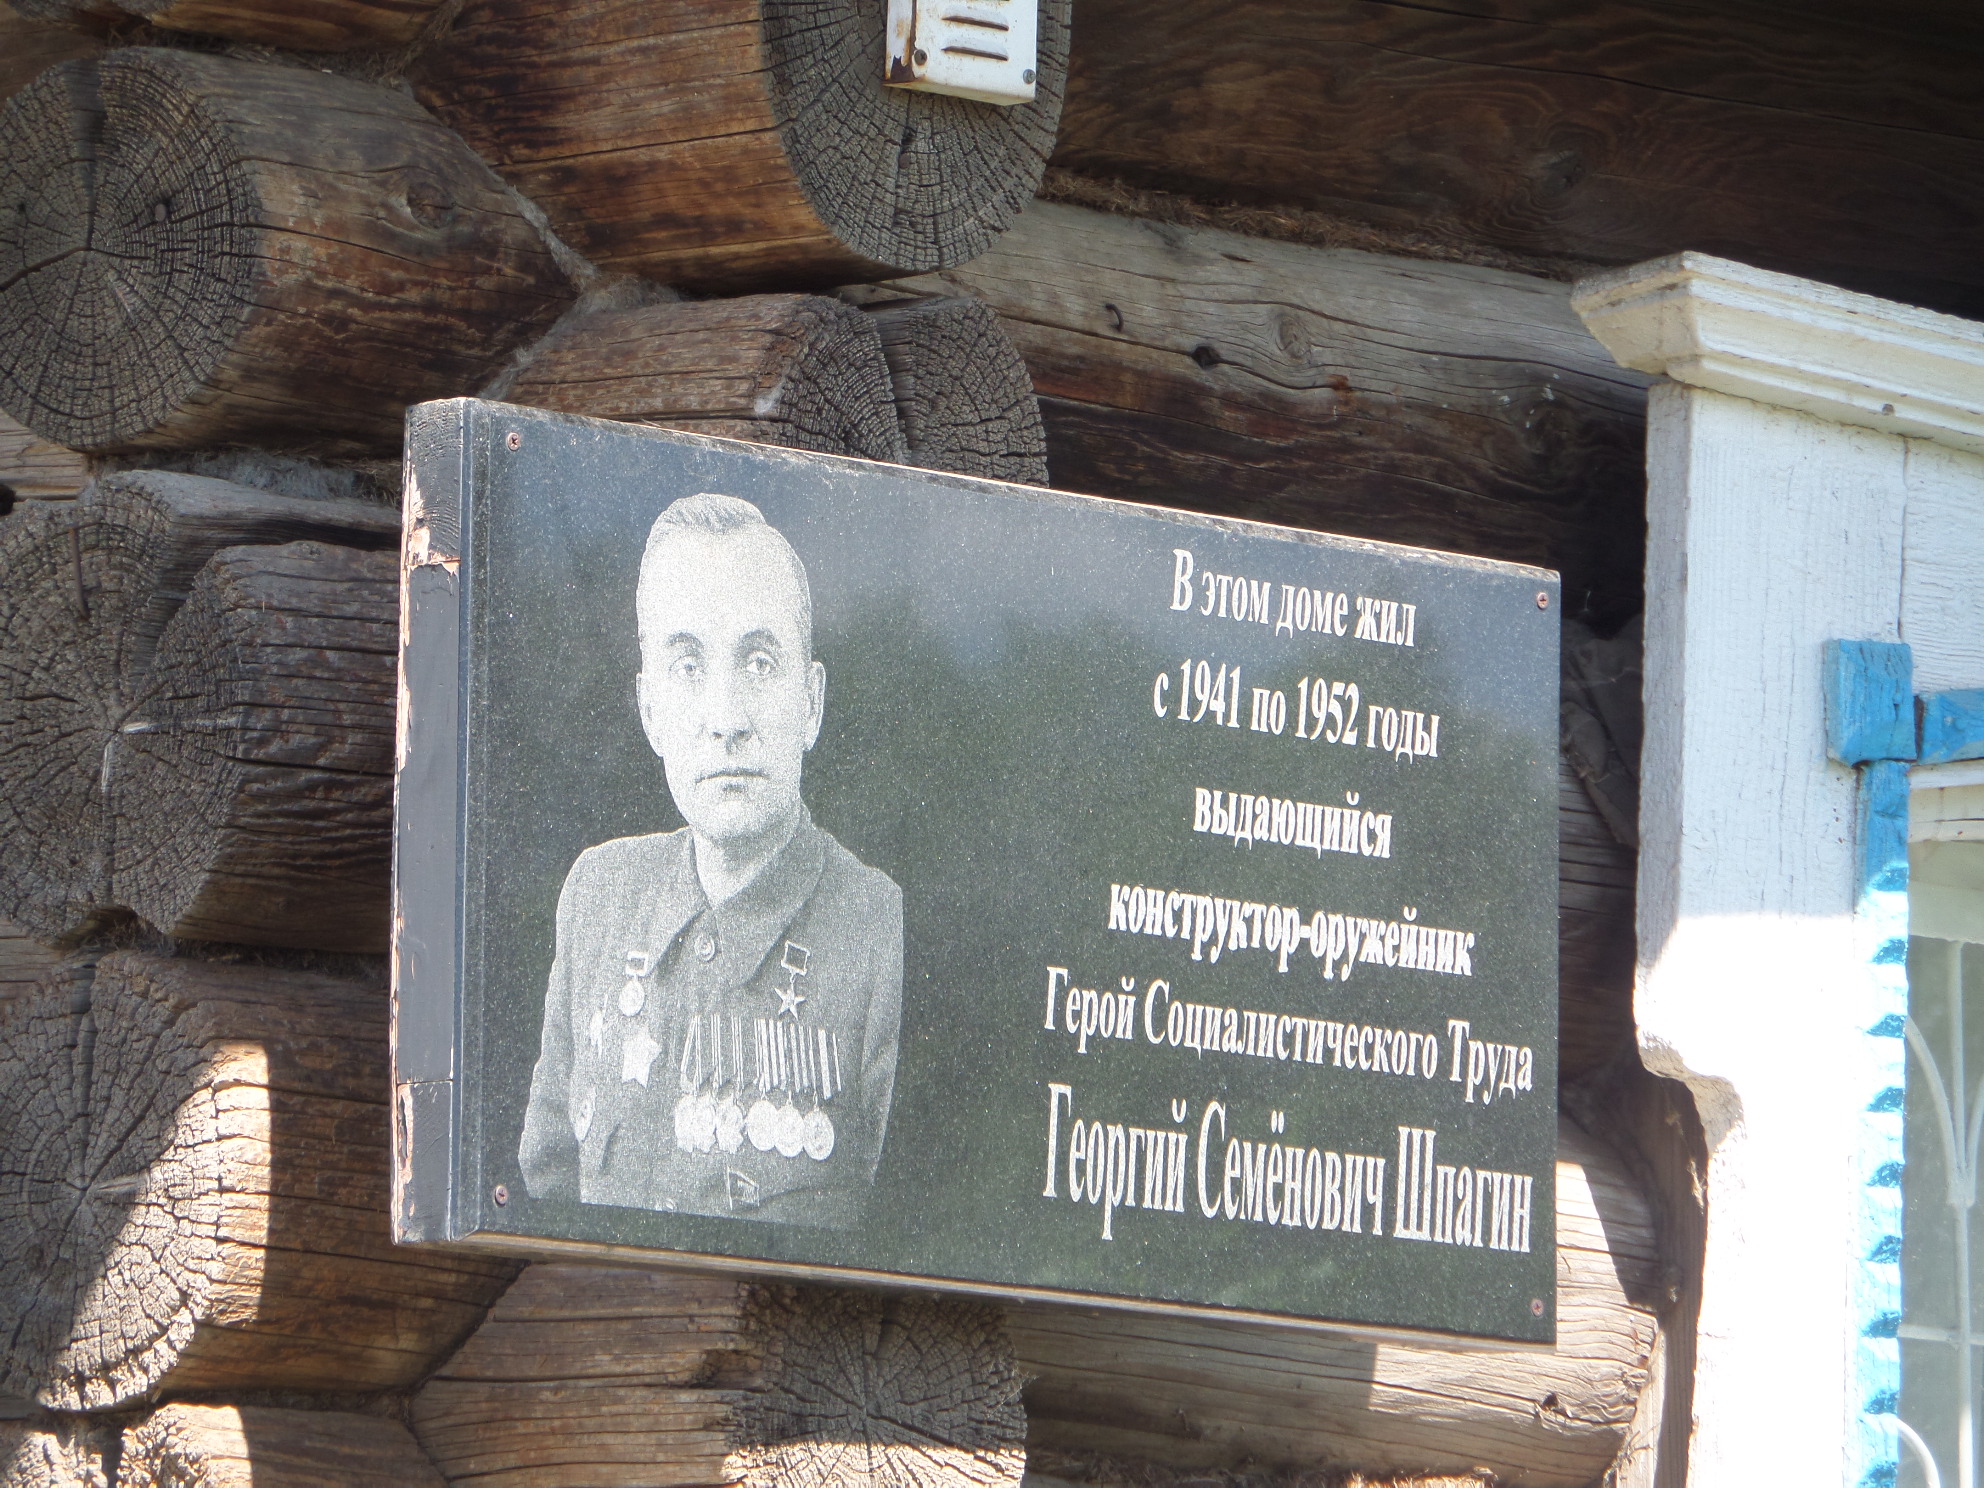 В этом доме жил
с 1941 по 1952 годы
выдающийся
конструктор-оружейник
Герой Социалистического Труда
Георгий Семёнович Шпагин